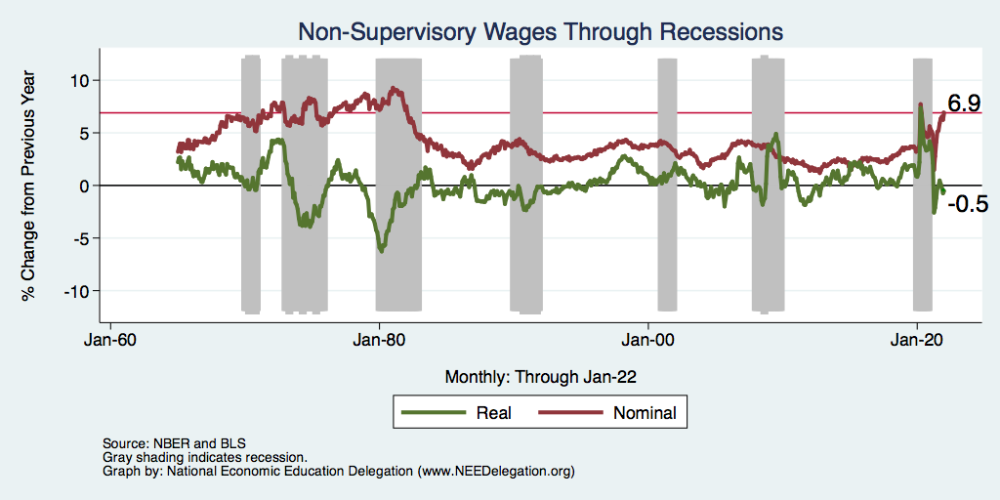 Non-Supervisory Wages Through Recessions
% Change from Previous Year
10
5
0
-5
-10
6.9
-0.5
Jan-60
Jan-80
Jan-00
Jan-20
Monthly: Through Jan-22
Real
Nominal
Source: NBER and BLS
Gray shading indicates recession.
Graph by: National Economic Education Delegation (www.NEEDelegation.org)